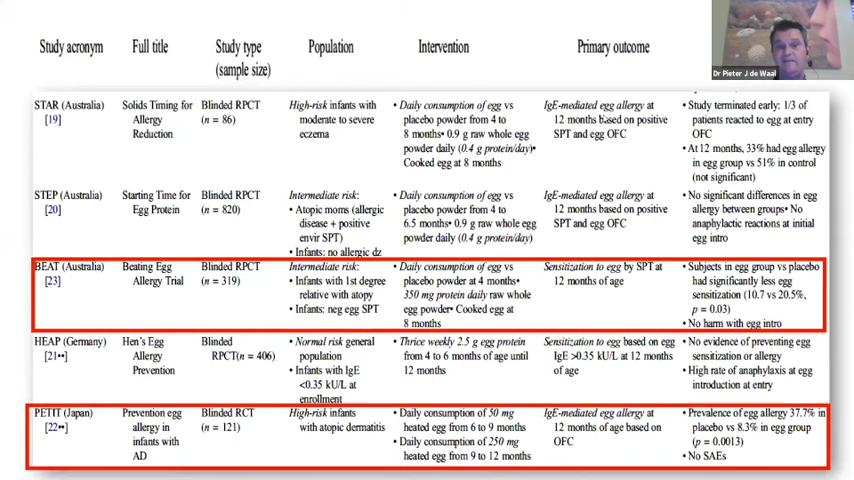 Dr Pieter J de Waal
Study acronym Full title Study type (sample size) Population Intervention Primary outcome
STAR (Australia)
[19]
Solids Timing for
Allergy
Reduction
Blinded RPCT
(n = 86)
High-risk infants with
moderate to severe
eczema
• Daily consumption of egg vs
placebo powder from 4 to
8 months• 0.9 g raw whole egg
powder daily (0.4 g protein/day)•
Cooked egg at 8 months
IgE-mediated egg allergy at
12 months based on positive
SPT and egg OFC
• Study terminated early: 1/3 of
patients reacted to egg at entry
OFC
• At 12 months, 33% had egg allergy
in egg group vs 51% in control
(not significant)
STEP (Australia)
[20]
Starting Time for
Egg Protein
Blinded RPCT
(n = 820)
Intermediate risk:
• Atopic moms (allergic
disease + positive
envir SPT)
• Infants: no allergic dz
• Daily consumption of egg vs
placebo powder from 4 to
6.5 months• 0.9 g raw whole egg
powder daily (0.4 g protein/day)
IgE-mediated egg allergy at
12 months based on positive
SPT and egg OFC
• No significant differences in egg
allergy between groups• No
anaphylactic reactions at initial
egg intro
BEAT (Australia)
[23]
Beating Egg
Allergy Trial
Blinded RPCT
(n = 319)
Intermediate risk:
• Infants with 1st degree
relative with atopy
• Infants: neg egg SPT
• Daily consumption of egg vs
placebo powder at 4 months•
350 mg protein daily raw whole
egg powder• Cooked egg at
8 months
Sensitization to egg by SPT at
12 months of age
• Subjects in egg group vs placebo
had significantly less egg
sensitization (10.7 vs 20.5%,
p = 0.03)
• No harm with egg intro
HEAP (Germany)
[21••]
Hen's Egg
Allergy
Prevention
Blinded
RPCT(n = 406)
• Normal risk general
population
• Infants with IgE
<0.35 kU/L at
enrollment
• Thrice weekly 2.5 g egg protein
from 4 to 6 months of age until
12 months
Sensitization to egg based on egg
IgE >0.35 kU/L at 12 months
of age
• No evidence of preventing egg
sensitization or allergy
• High rate of anaphylaxis at egg
introduction at entry
PETIT (Japan)
[22••]
Prevention egg
allergy in
infants with
AD
Blinded RCT
(n = 121)
High-risk infants
with atopic dermatitis
• Daily consumption of 50 mg
heated egg from 6 to 9 months
• Daily consumption of 250 mg
heated egg from 9 to 12 months
IgE-mediated egg allergy at
12 months of age based on
OFC
• Prevalence of egg allergy 37.7% in
placebo vs 8.3% in egg group
(p = 0.0013)
• No SAEs